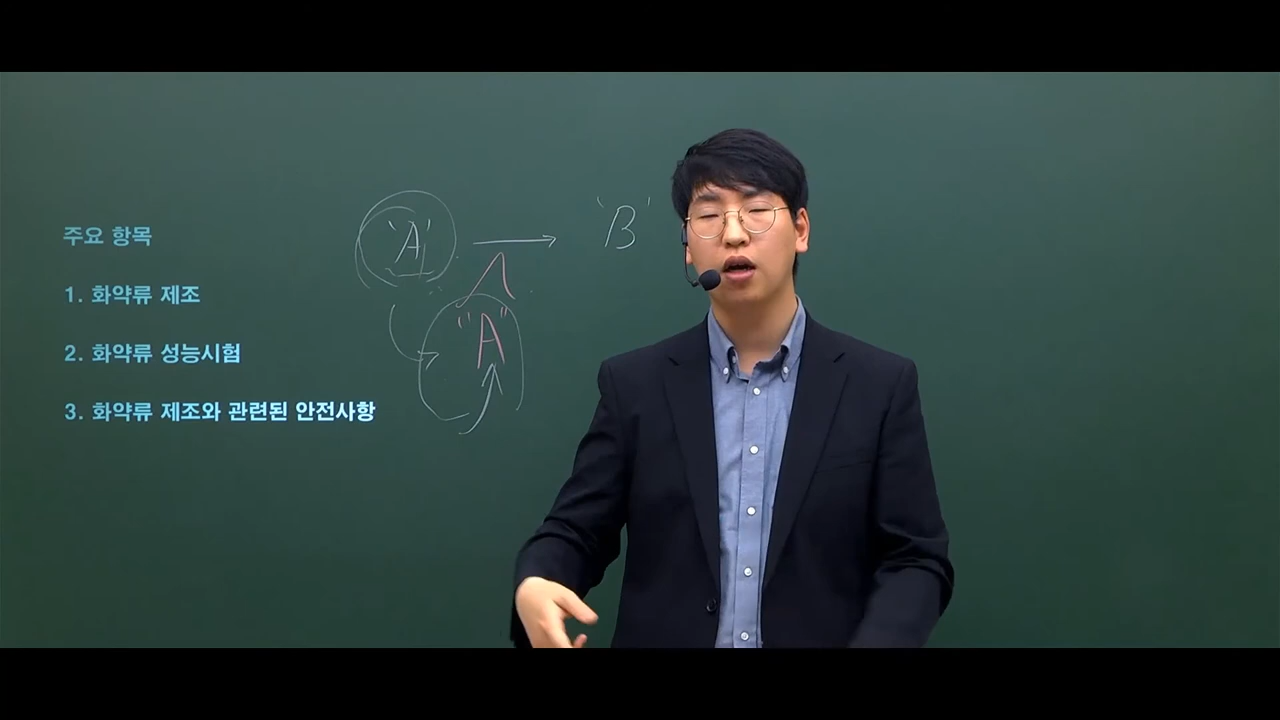 주요 항목
1. 화약류 제조
2. 화약류 성능시험
3. 화약류 제조와 관련된 안전사항
'A'
'B'
"A"